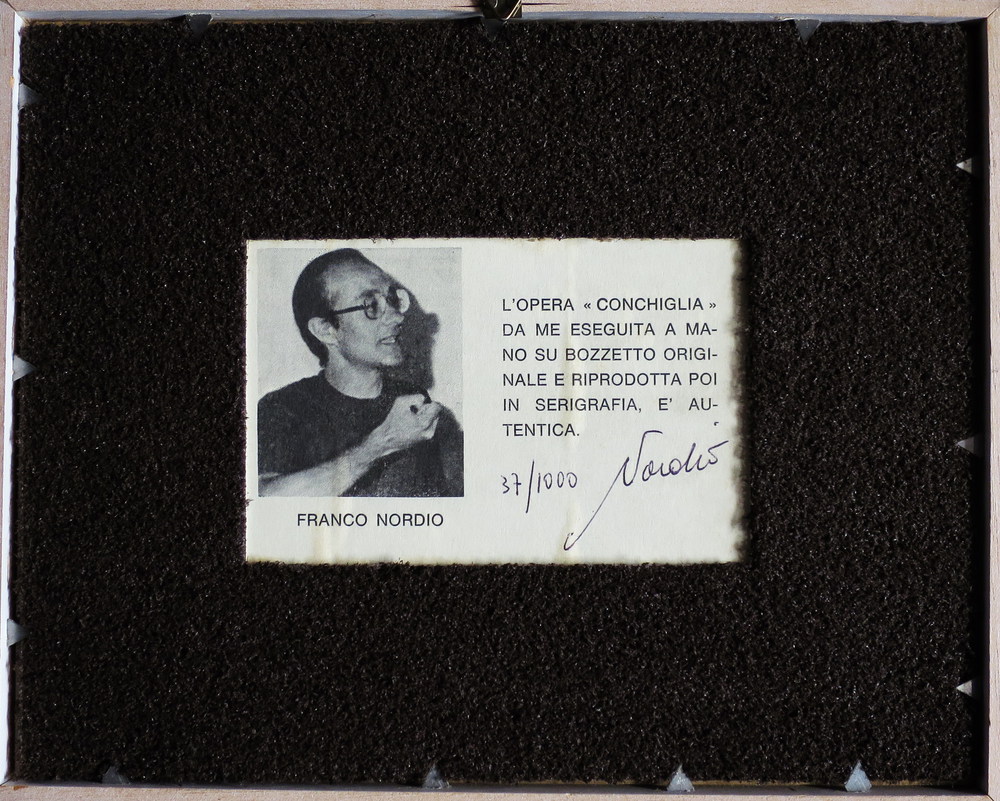 L'OPERA « CONCHIGLIA »
DA ME ESEGUITA A MA-
NO SU BOZZETTO ORIGI-
NALE E RIPRODOTTA POI
IN SERIGRAFIA, E' AU-
TENTICA.
37/1000 Nordio
FRANCO NORDIO